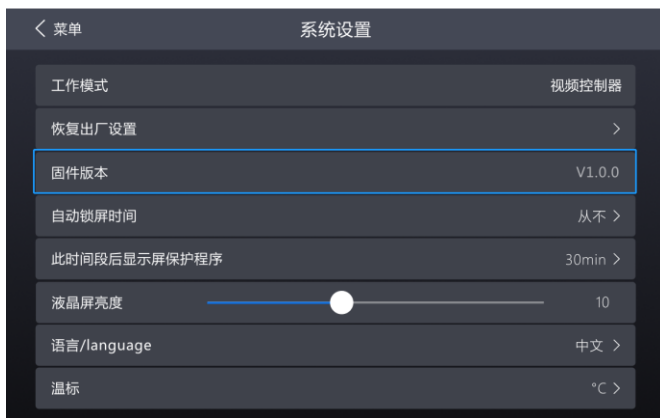 菜单
系统设置
工作模式 视频控制器
恢复出厂设置
固件版本 V1.0.0
自动锁屏时间 从不
此时间段后显示屏保护程序 30min
液晶屏亮度 10
语言/language 中文
温标 °C